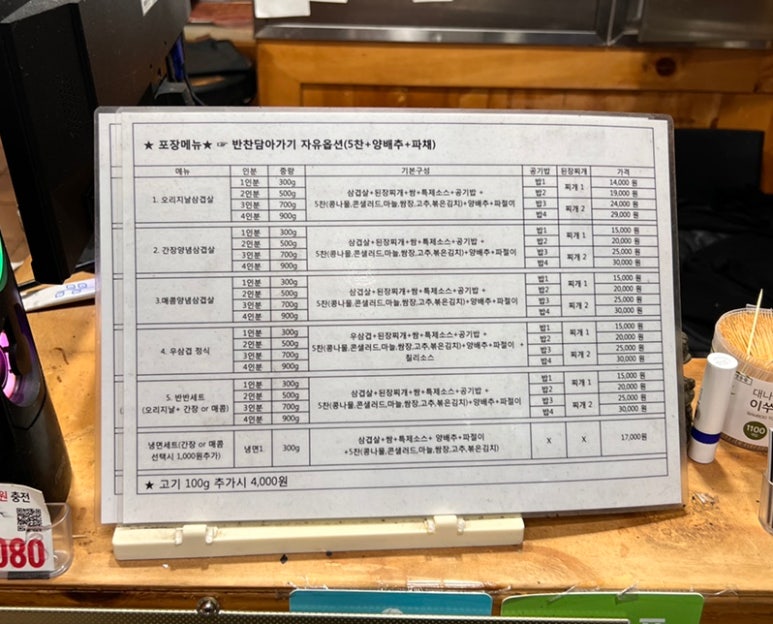 ★ 포장메뉴★ ☞ 반찬담아가기 자유옵션(5찬+양배추+파채)
메뉴 인분 중량 기본구성 공기밥 된장찌개 가격
1. 오리지날삼겹살
1인분 300g 밥1 찌개 1 14,000 원
2인분 500g 밥2 19,000 원
3인분 700g 밥3 찌개 2 24,000 원
4인분 900g 밥4 29,000 원
삼겹살+된장찌개+쌈+특제소스+공기밥 +
5찬(콩나물,콘샐러드,마늘,쌈장,고추,볶은김치)+양배추+파절이
2. 간장양념삼겹살
1인분 300g 밥1 찌개 1 15,000 원
2인분 500g 밥2 20,000 원
3인분 700g 밥3 찌개 2 25,000 원
4인분 900g 밥4 30,000 원
삼겹살+된장찌개+쌈+특제소스+공기밥 +
5찬(콩나물,콘샐러드,마늘,쌈장,고추,볶은김치)+양배추+파절이
3.매콤양념삼겹살
1인분 300g 밥1 찌개 1 15,000 원
2인분 500g 밥2 20,000 원
3인분 700g 밥3 찌개 2 25,000 원
4인분 900g 밥4 30,000 원
삼겹살+된장찌개+쌈+특제소스+공기밥 +
5찬(콩나물,콘샐러드,마늘,쌈장,고추,볶은김치)+양배추+파절이
4. 우삼겹 정식
1인분 300g 밥1 찌개 1 15,000 원
2인분 500g 밥2 20,000 원
3인분 700g 밥3 찌개 2 25,000 원
4인분 900g 밥4 30,000 원
우삼겹+된장찌개+쌈+특제소스+공기밥 +
5찬(콩나물,콘샐러드,마늘,쌈장,고추,볶은김치)+양배추+파절이 +
칠리소스
5. 반반세트
(오리지날+ 간장 or 매콤)
1인분 300g 밥1 찌개 1 15,000 원
2인분 500g 밥2 20,000 원
3인분 700g 밥3 찌개 2 25,000 원
4인분 900g 밥4 30,000 원
삼겹살+된장찌개+쌈+특제소스+공기밥 +
5찬(콩나물,콘샐러드,마늘,쌈장,고추,볶은김치)+양배추+파절이
냉면세트(간장 or 매콤
선택시 1,000원추가)
냉면1 300g X X 17,000원
삼겹살+쌈+특제소스+ 양배추+파절이
+5찬(콩나물,콘샐러드,마늘,쌈장,고추,볶은김치)
★ 고기 100g 추가시 4,000원
원 충전
080
대나
이쑤
1100